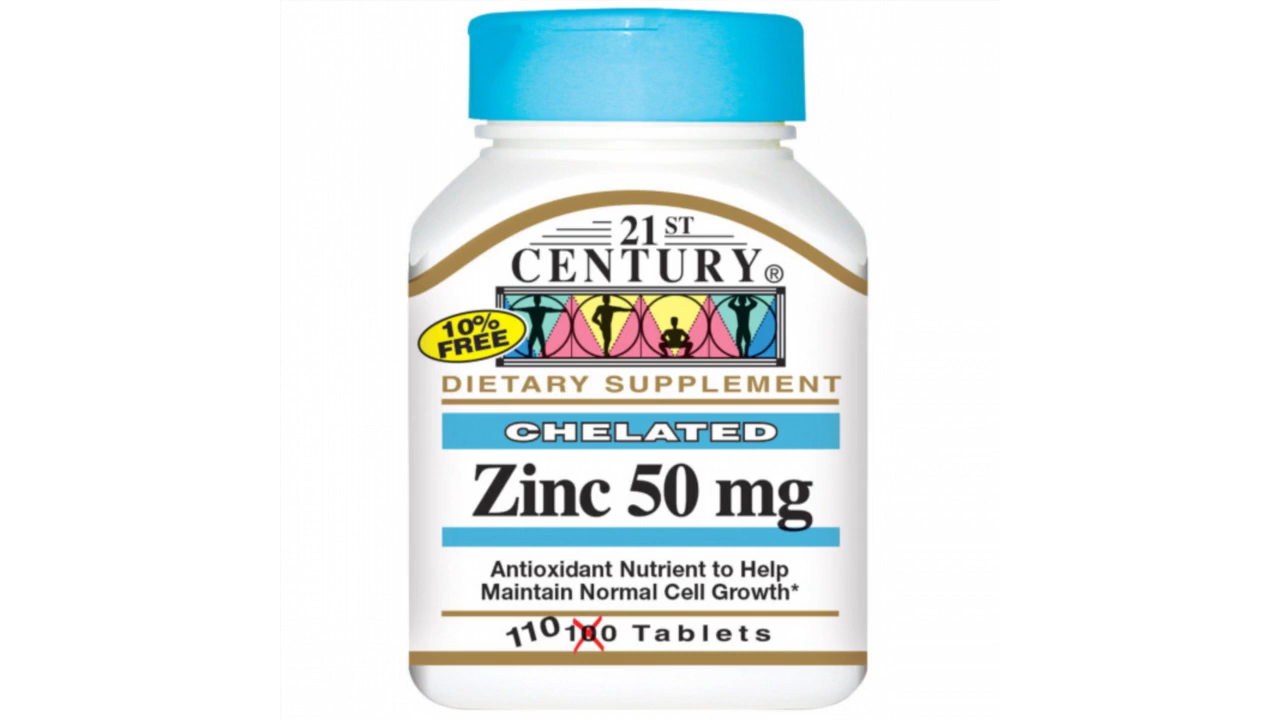 21ST
CENTURY®
10%
FREE
DIETARY SUPPLEMENT
CHELATED
Zinc 50 mg
Antioxidant Nutrient to Help
Maintain Normal Cell Growth*
110 100 Tablets